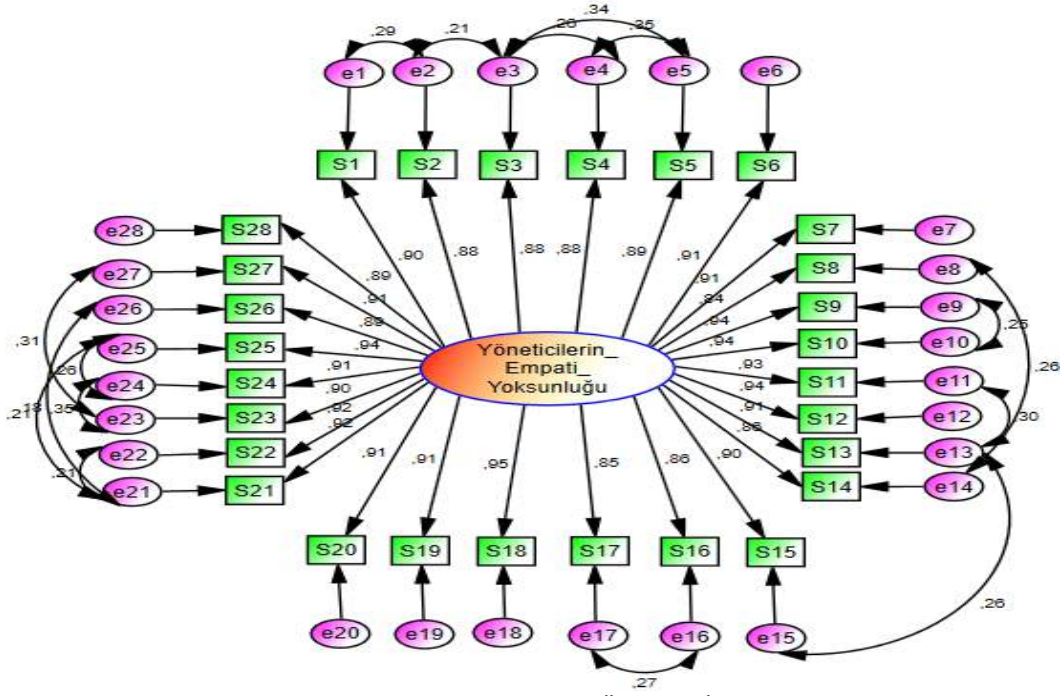 ,34
,29
,21
,26
,35
e1
e2
e3
e4
e5
e6
S1
S2
S3
S4
S5
S6
e28
S28
S7
e7
,90
,88
,88
,88
,89
,91
e27
S27
,89
,91
S8
e8
e26
S26
,91
,84
S9
e9
,89
,94
,31
e25
S25
,94
,94
S10
e10
,25
Yöneticilerin_
Empati_
Yoksunluğu
,26
e24
S24
,91
,93
S11
e11
,26
,90
,94
,21
,35
e23
S23
,92
,91
S12
e12
,30
,92
,86
e22
S22
S13
e13
,21
e21
S21
,91
,91
,95
,85
,86
,90
S14
e14
S20
S19
S18
S17
S16
S15
,26
e20
e19
e18
e17
e16
e15
,27